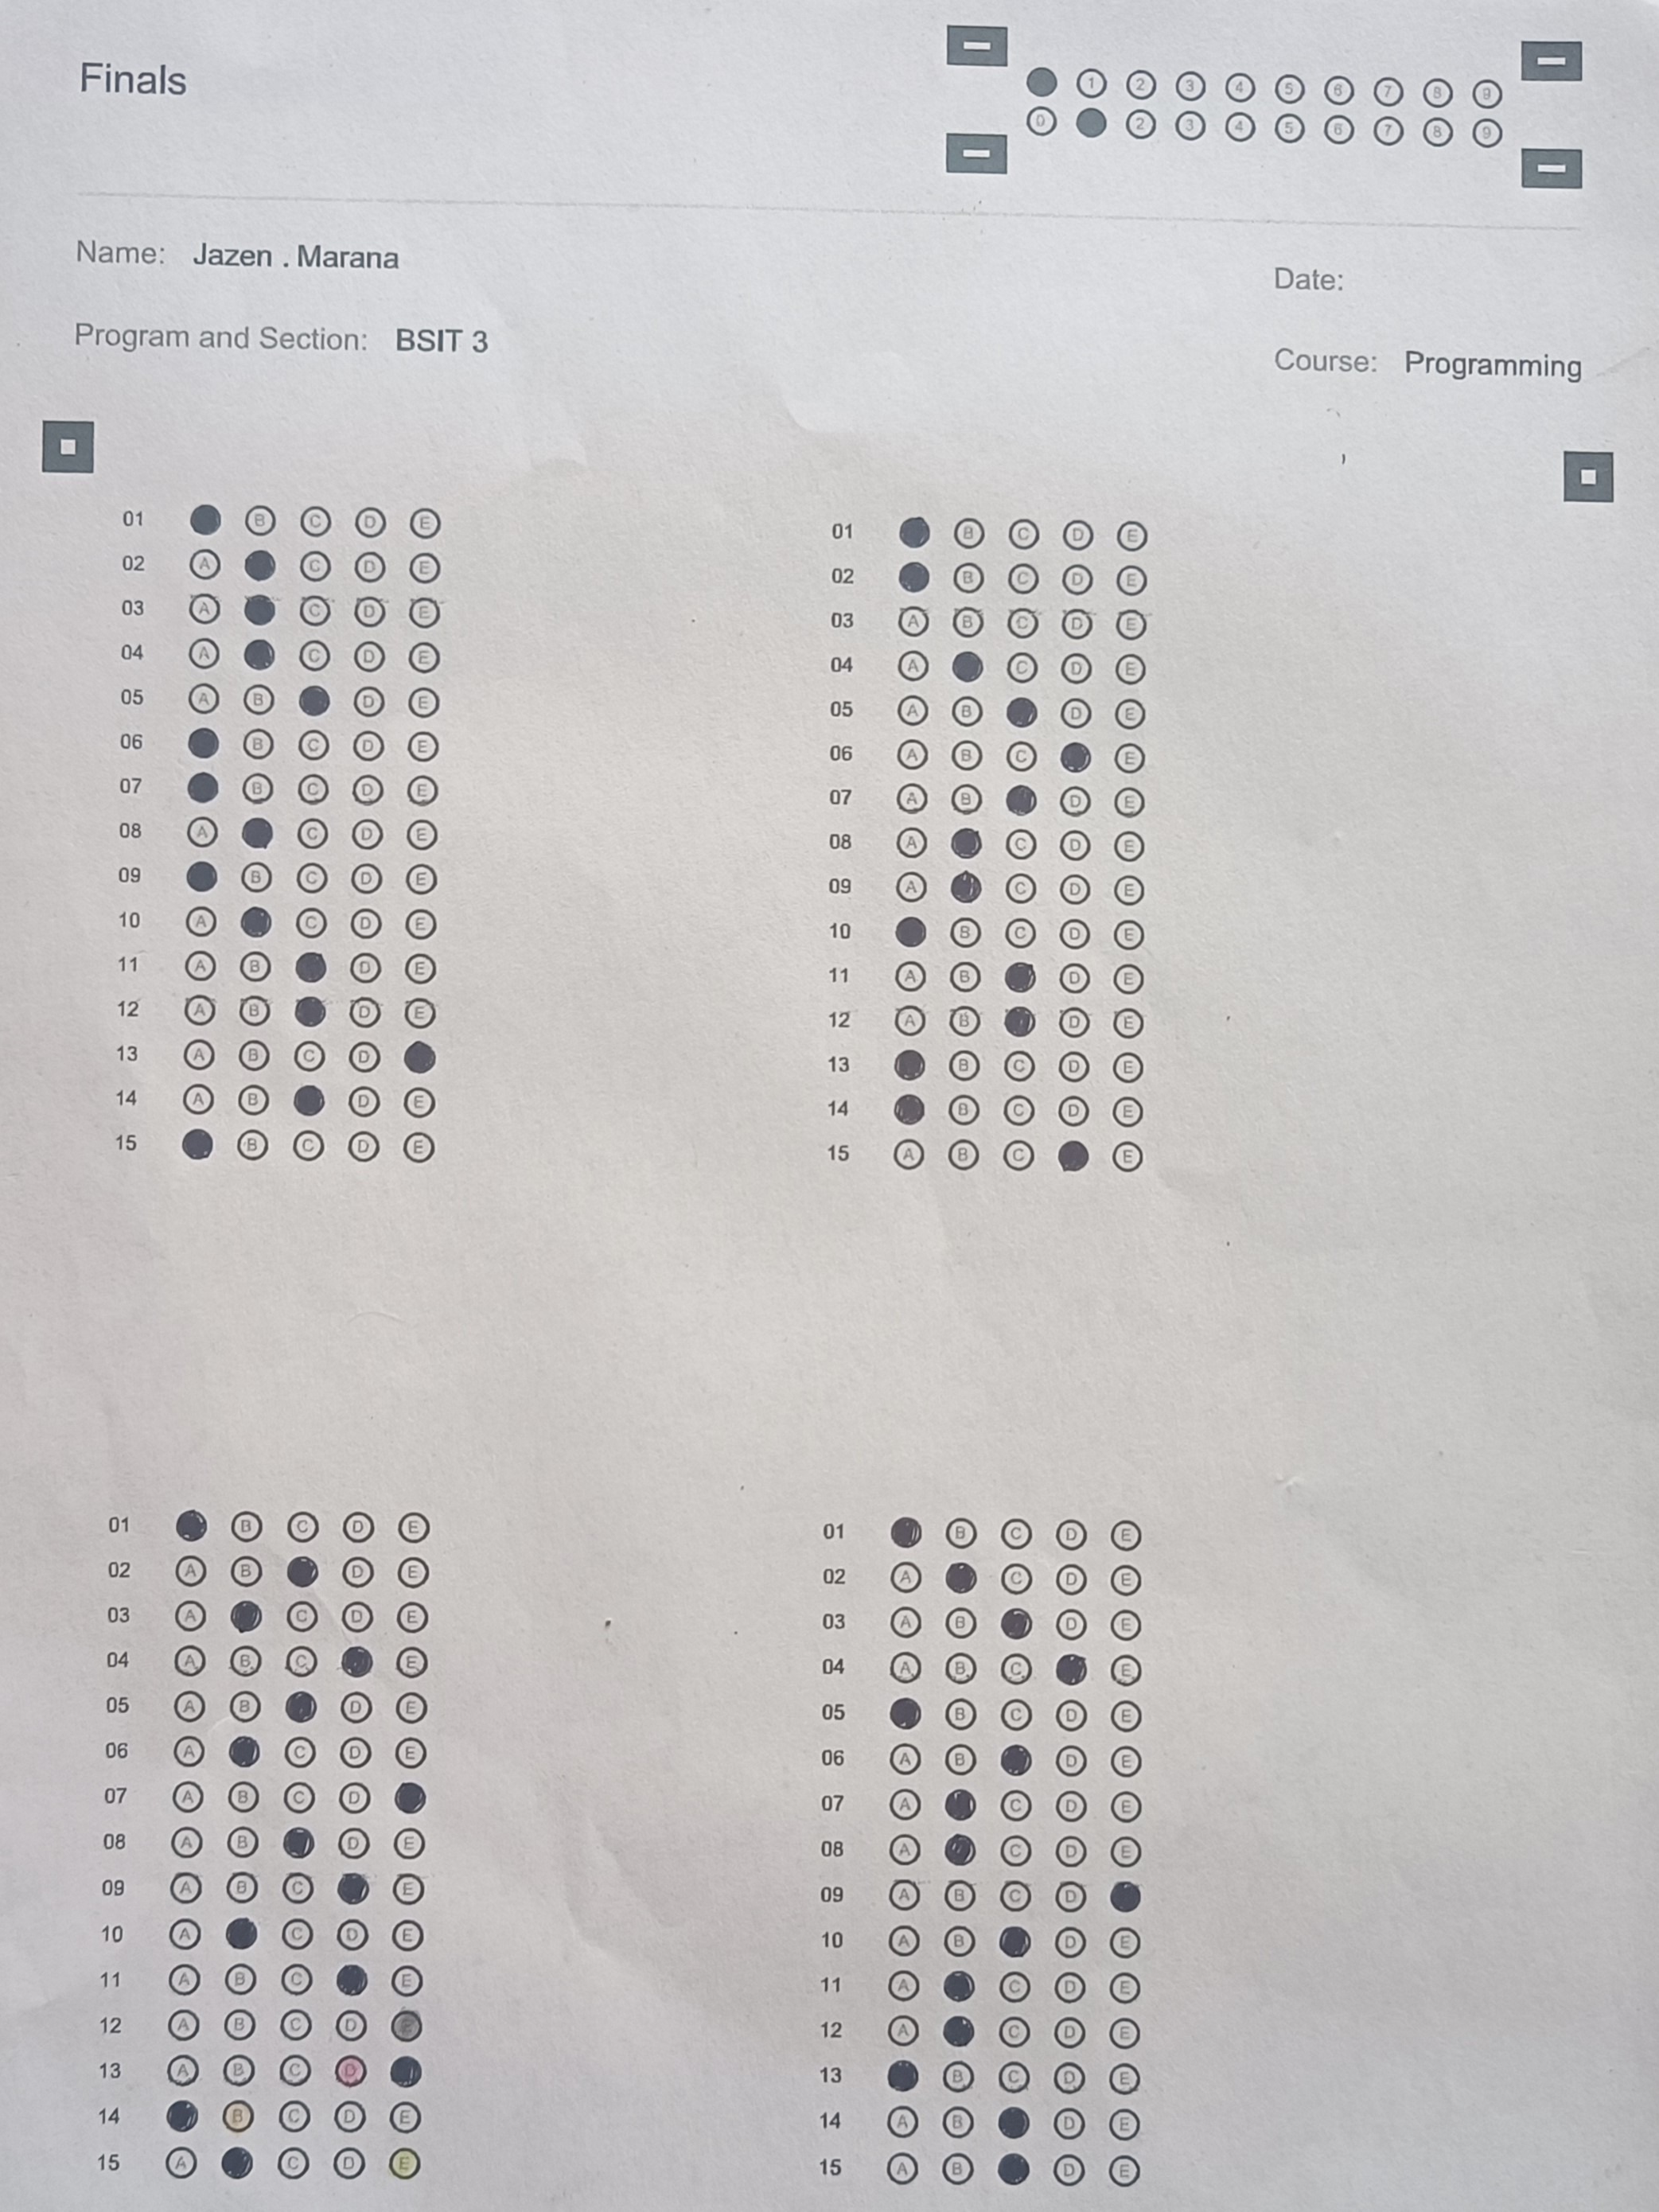 Finals
1 2 3 4 5 6 7 8 9
0 2 3 4 5 6 7 8 9
Name: Jazen . Marana
Date:
Program and Section: BSIT 3
Course: Programming
01 B C D E
02 A C D E
03 A C D E
04 A C D E
05 A B D E
06 B C D E
07 B C D E
08 A C D E
09 B C D E
10 A C D E
11 A B D E
12 A B D E
13 A B C D
14 A B D E
15 B C D E
01 B C D E
02 B C D E
03 A B C D E
04 A C D E
05 A B D E
06 A B C E
07 A B D E
08 A C D E
09 A C D E
10 B C D E
11 A B D E
12 A B D E
13 B C D E
14 B C D E
15 A B C E
01 B C D E
02 A B D E
03 A C D E
04 A B C E
05 A B D E
06 A C D E
07 A B C D
08 A B D E
09 A B C E
10 A C D E
11 A B C E
12 A B C D E
13 A B C D
14 B C D E
15 A C D E
01 B C D E
02 A C D E
03 A B D E
04 A B C E
05 B C D E
06 A B D E
07 A C D E
08 A C D E
09 A B C D
10 A B D E
11 A C D E
12 A C D E
13 B C D E
14 A B D E
15 A B D E